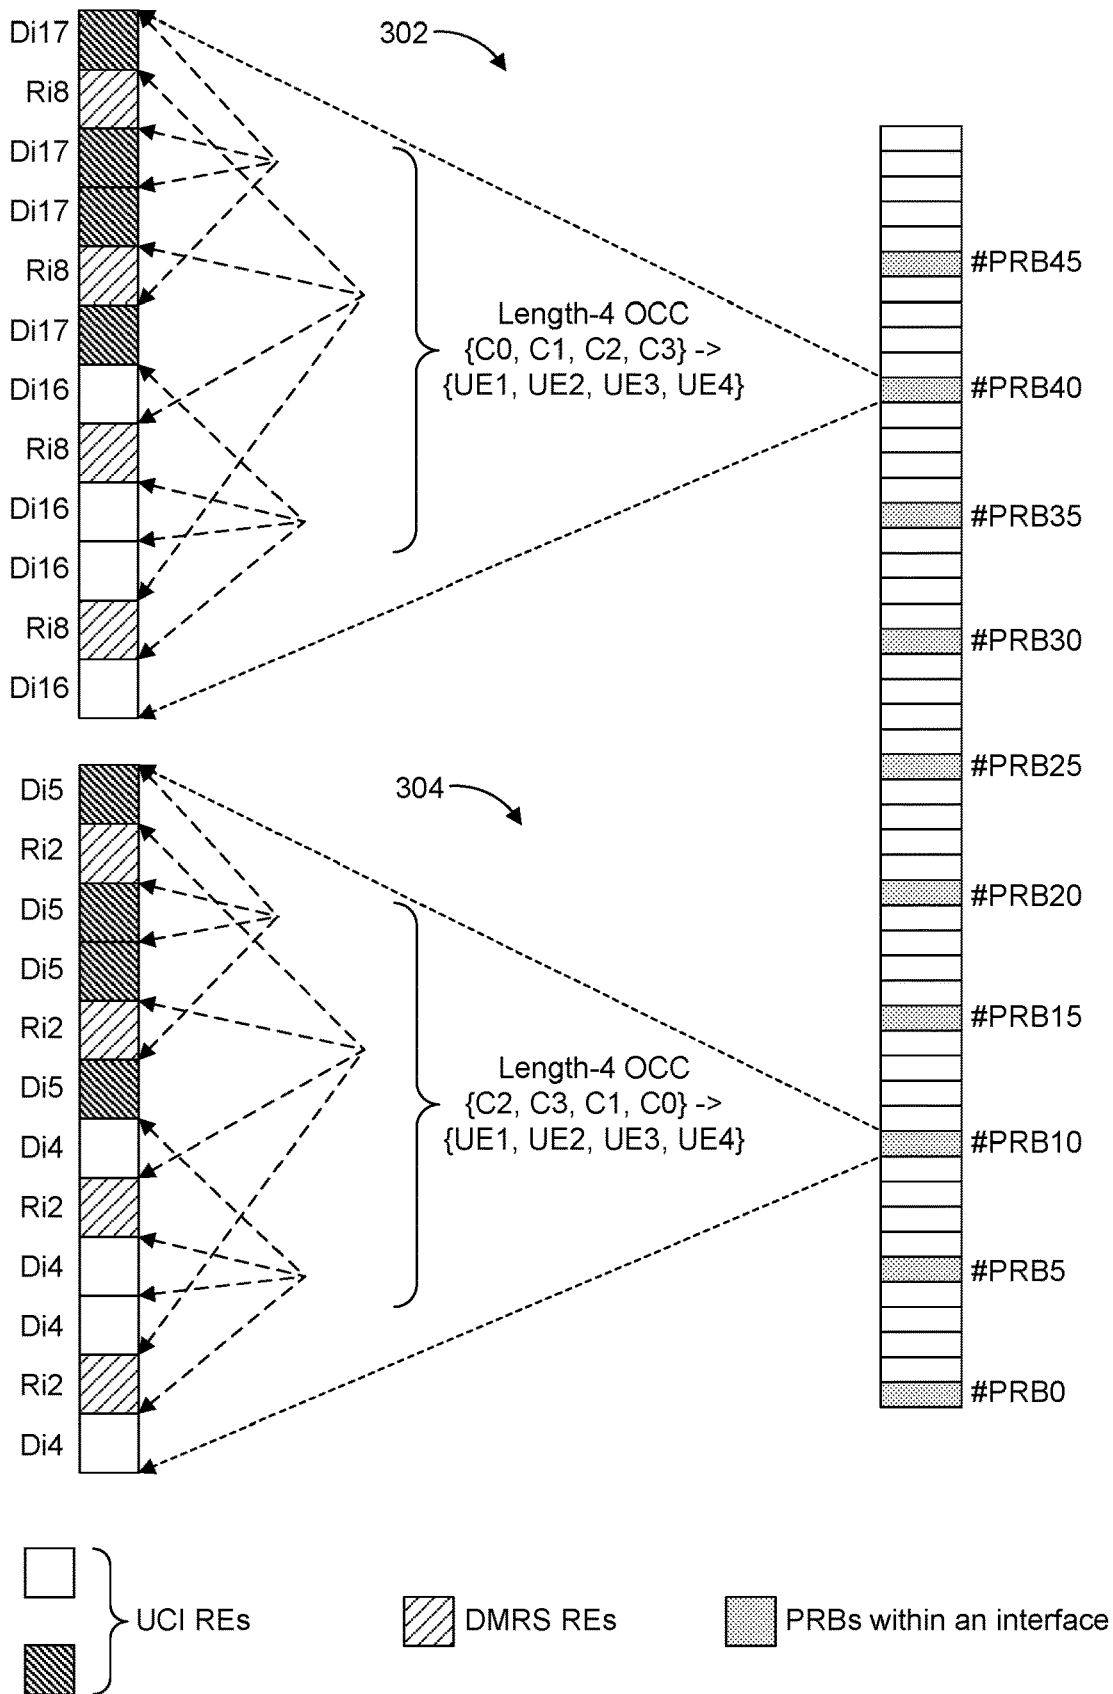 Di17
Ri8
Di17
Di17
Ri8
Di17
Di16
Ri8
Di16
Di16
Ri8
Di16
302
Length-4 OCC
{C0, C1, C2, C3} ->
{UE1, UE2, UE3, UE4}
Di5
Ri2
Di5
Di5
Ri2
Di5
Di4
Ri2
Di4
Di4
Ri2
Di4
304
Length-4 OCC
{C2, C3, C1, C0} ->
{UE1, UE2, UE3, UE4}
#PRB45
#PRB40
#PRB35
#PRB30
#PRB25
#PRB20
#PRB15
#PRB10
#PRB5
#PRB0
UCI REs
DMRS REs
PRBs within an interface